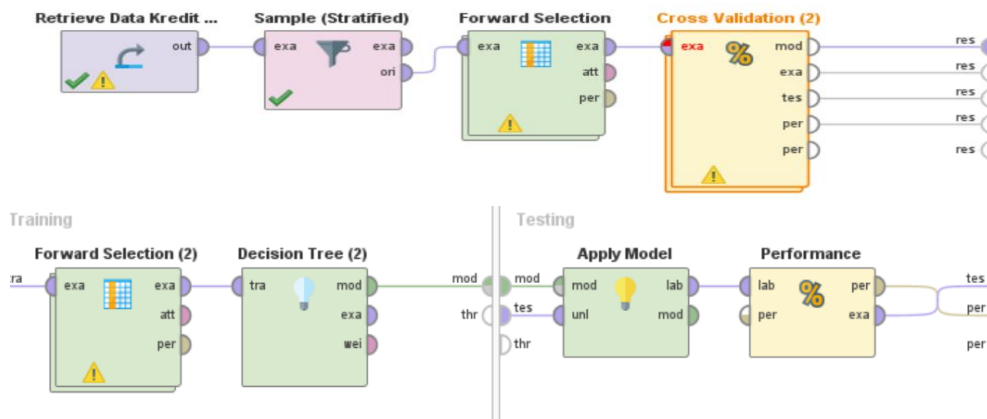 Retrieve Data Kredit ... Sample (Stratified) Forward Selection Cross Validation (2)
out exa exa exa exa exa mod res
ori att exa res
per tes res
per res
per res
Training Testing
Forward Selection (2) Decision Tree (2) Apply Model Performance
tra exa exa tra mod mod mod mod lab lab per tes
att exa thr tes unl mod per exa per
per wei thr per